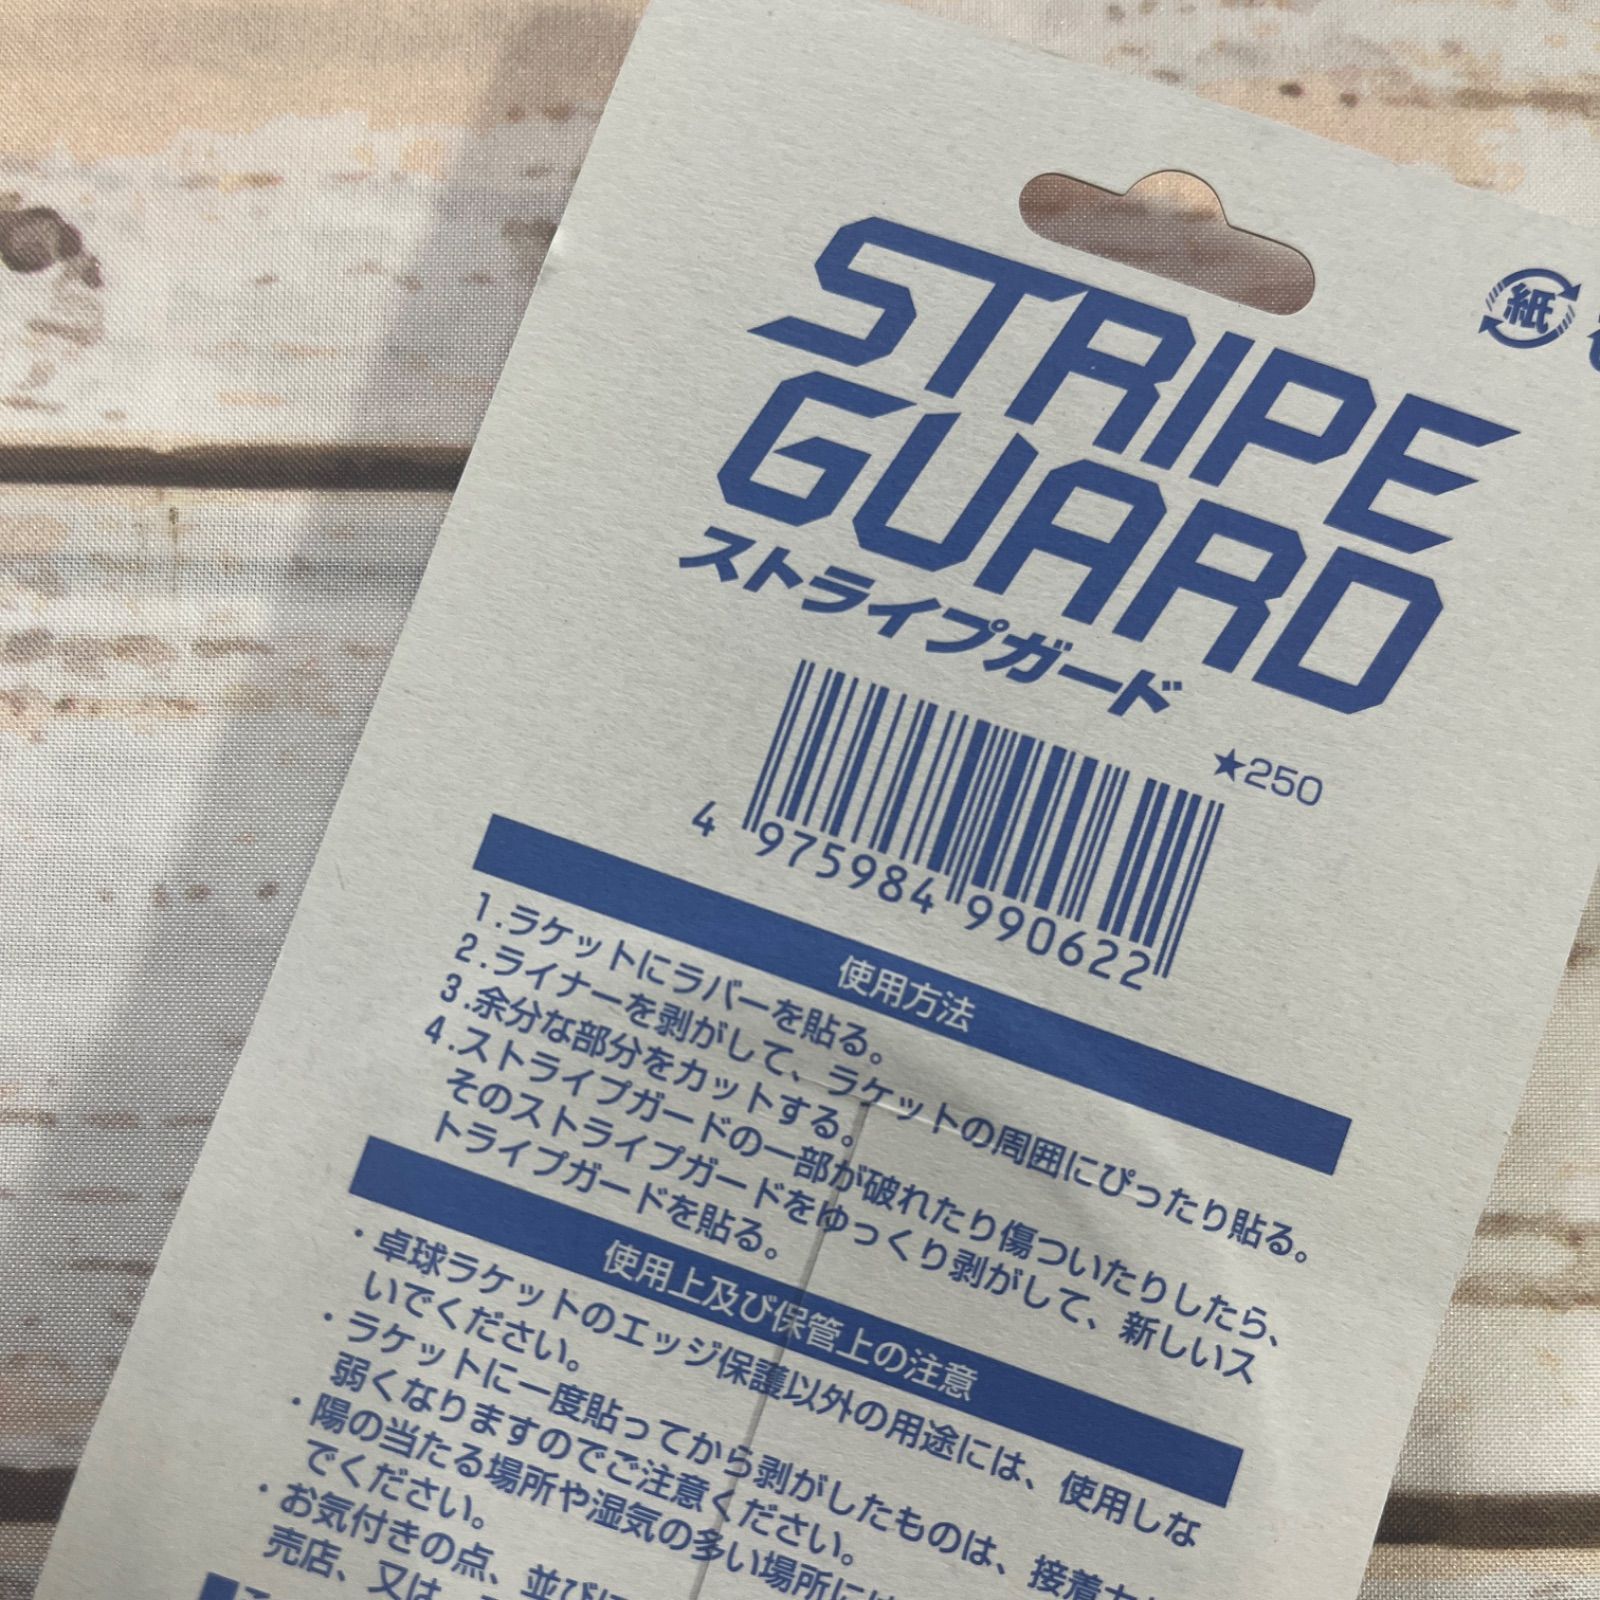 STRIPE
GUARD
紙
ストライプガード
★250
4 975984 990622
使用方法
1.ラケットにラバーを貼る。
2.ライナーを剥がして、ラケットの周囲にぴったり貼る。
3.余分な部分をカットする。
4.ストライプガードの一部が破れたり傷ついたりしたら、
そのストライプガードをゆっくり剥がして、新しいス
トライプガードを貼る。
使用上及び保管上の注意
・卓球ラケットのエッジ保護以外の用途には、使用しな
いでください。
・ラケットに一度貼ってから剥がしたものは、接着力
弱くなりますのでご注意ください。
・陽の当たる場所や湿気の多い場所には
でください。
・お気付きの点、並びに
売店、又は